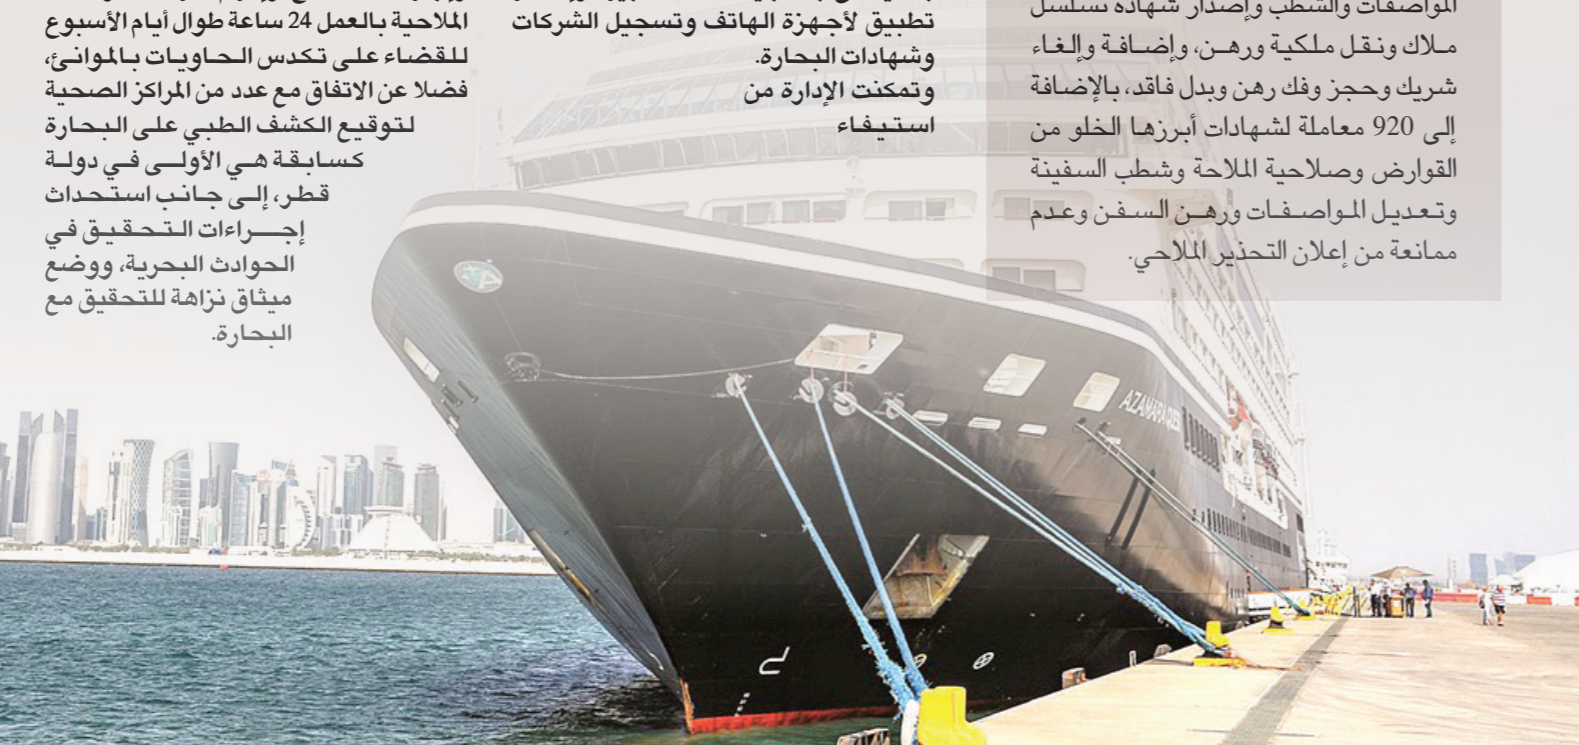 المواصفات والشطب وإصدار شهادة تسلسل
ملاك ونقل ملكية ورهن، وإضافة وإلغاء
شريك وحجز وفك رهن وبدل فاقد، بالإضافة
إلى 920 معاملة لشهادات أبرزها الخلو من
القوارض وصلاحية الملاحة وشطب السفينة
وتعديل المواصفات ورهن السفن وعدم
ممانعة من إعلان التحذير الملاحي.
تطبيق لأجهزة الهاتف وتسجيل الشركات
وشهادات البحارة.
وتمكنت الإدارة من
استيفاء
الملاحية بالعمل 24 ساعة طوال أيام الأسبوع
للقضاء على تكدس الحاويات بالموانئ،
فضلا عن الاتفاق مع عدد من المراكز الصحية
لتوقيع الكشف الطبي على البحارة
كسابقة هي الأولى في دولة
قطر، إلى جانب استحداث
إجراءات التحقيق في
الحوادث البحرية، ووضع
ميثاق نزاهة للتحقيق مع
البحارة.
AZAMARA QUEST